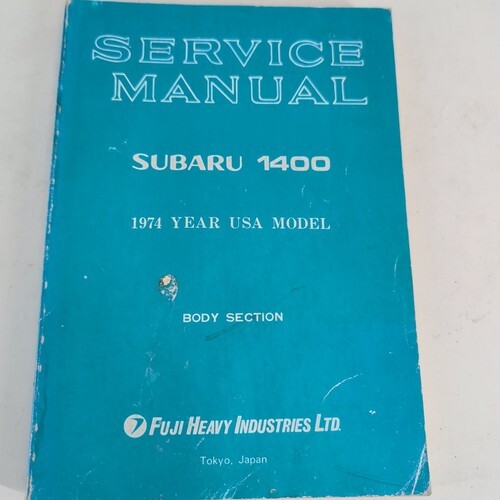 SERVICE
MANUAL
SUBARU 1400
1974 YEAR USA MODEL
BODY SECTION
FUJI HEAVY INDUSTRIES LTD.
Tokyo, Japan